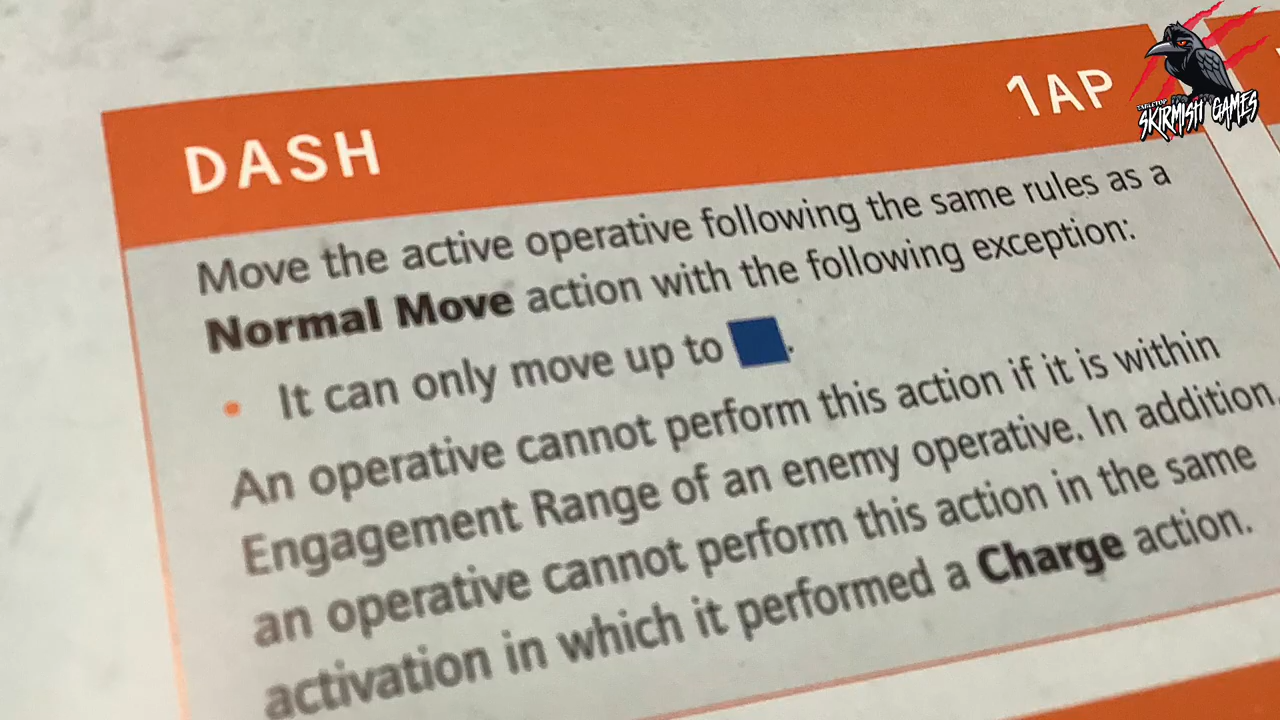 DASH 1AP
Move the active operative following the same rules as a
Normal Move action with the following exception:
• It can only move up to .
An operative cannot perform this action if it is within
Engagement Range of an enemy operative. In addition,
an operative cannot perform this action in the same
activation in which it performed a Charge action.
TABLETOP
SKIRMISH GAMES